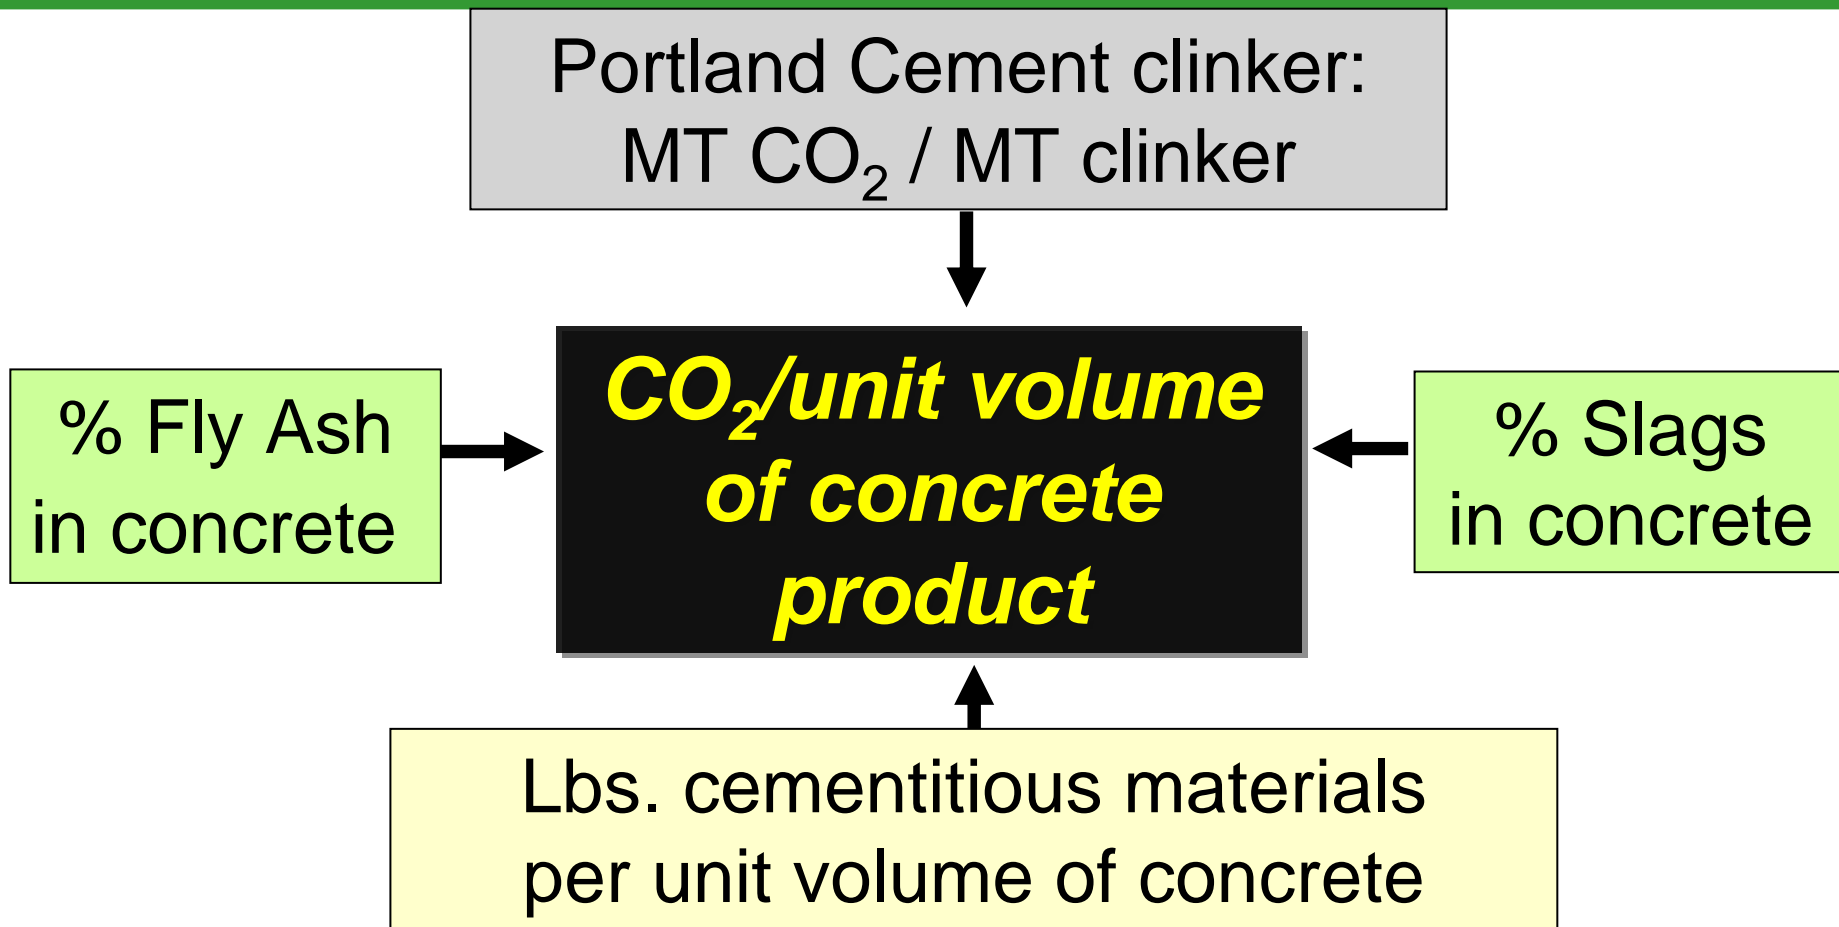 Portland Cement clinker:
MT CO₂ / MT clinker
% Fly Ash
in concrete
CO₂/unit volume
of concrete
product
% Slags
in concrete
Lbs. cementitious materials
per unit volume of concrete